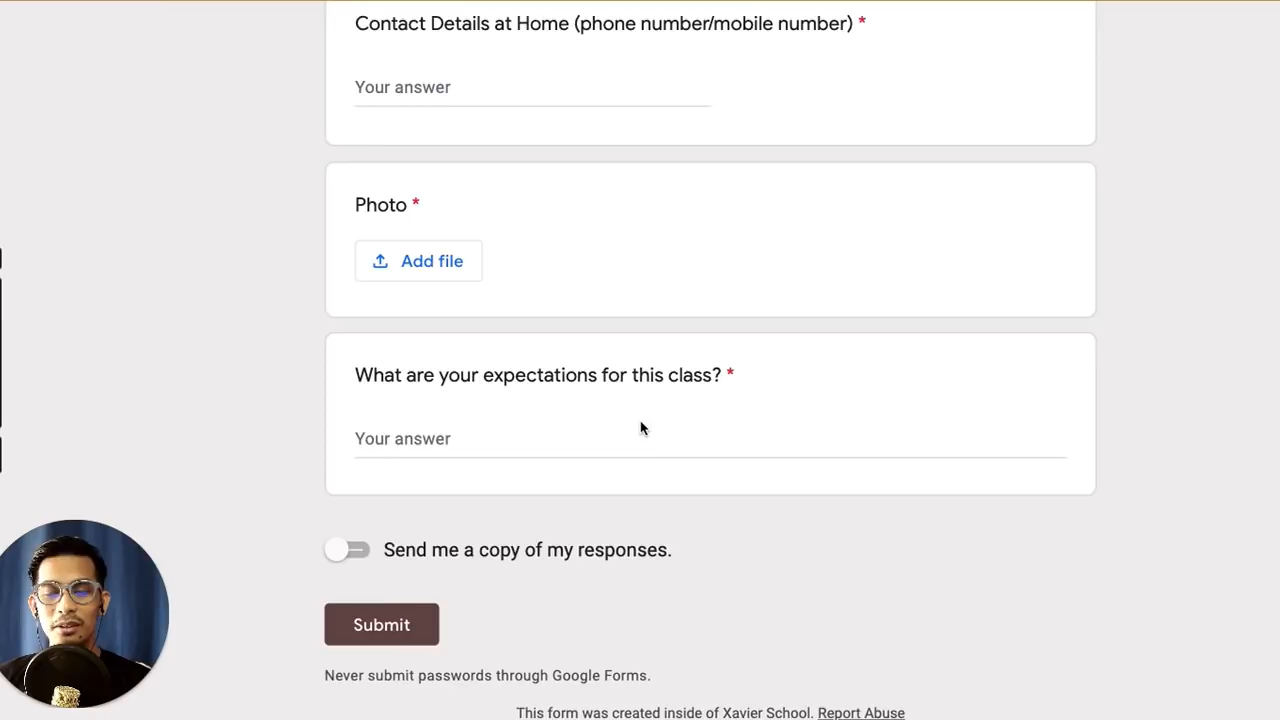 Contact Details at Home (phone number/mobile number) *
Your answer
Photo *
Add file
What are your expectations for this class? *
Your answer
Send me a copy of my responses.
Submit
Never submit passwords through Google Forms.
This form was created inside of Xavier School. Report Abuse